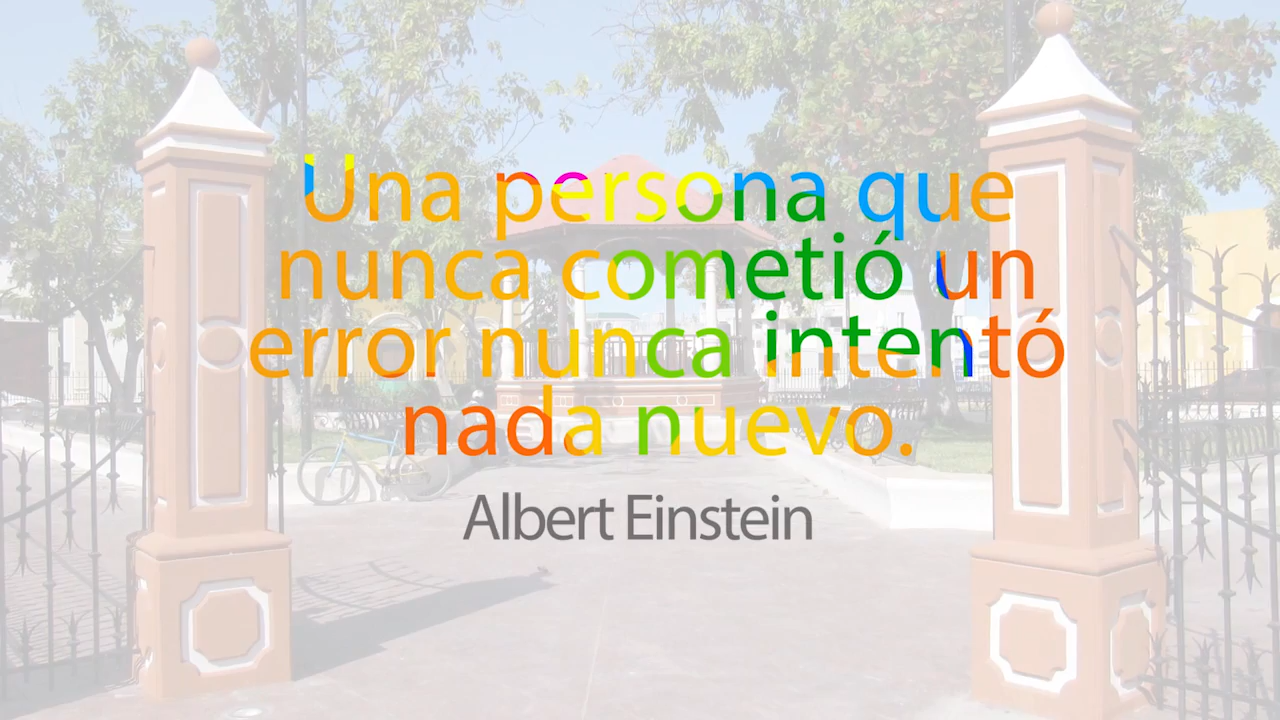 Una persona que
nunca cometió un
error nunca intentó
nada nuevo.
Albert Einstein